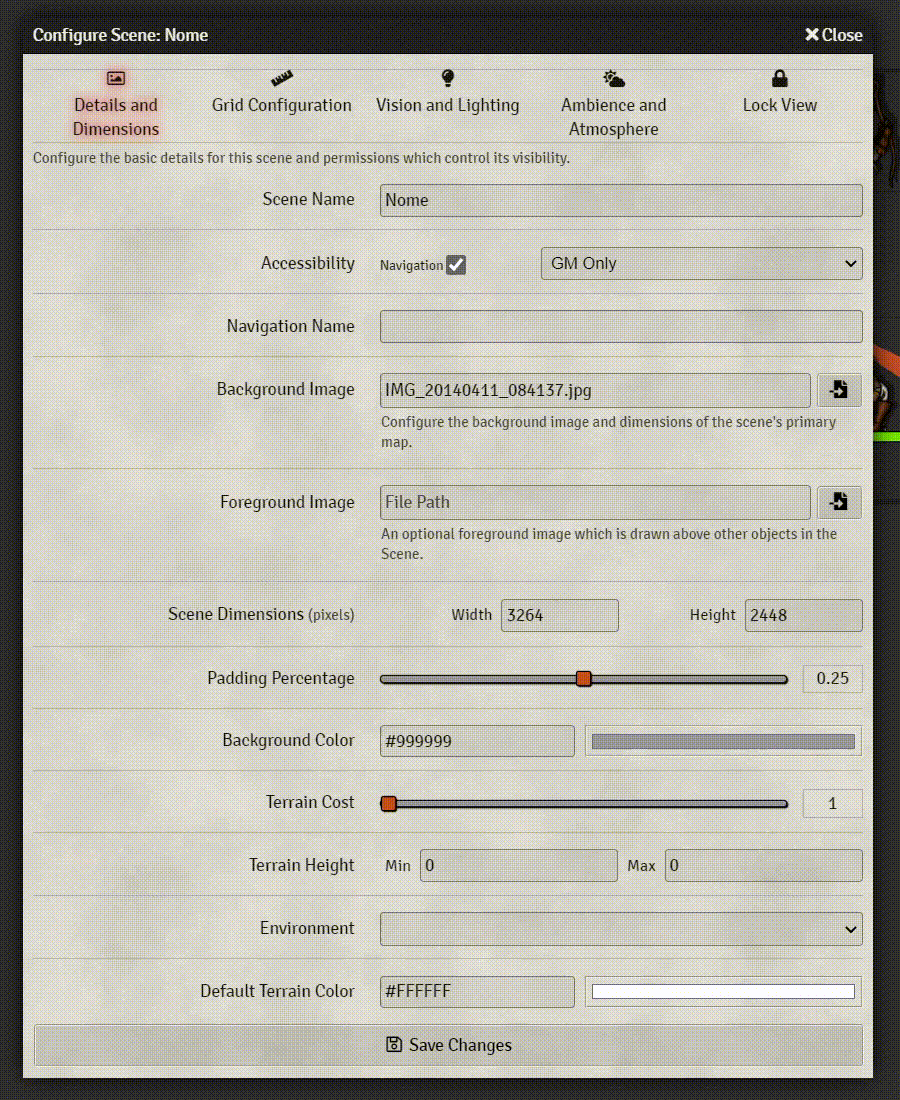 Configure Scene: Nome
Close
Details and
Dimensions
Grid Configuration
Vision and Lighting
Ambience and
Atmosphere
Lock View
Configure the basic details for this scene and permissions which control its visibility.
Scene Name
Nome
Accessibility
Navigation
GM Only
Navigation Name
Background Image
IMG_20140411_084137.jpg
Configure the background image and dimensions of the scene's primary
map.
Foreground Image
File Path
An optional foreground image which is drawn above other objects in the
Scene.
Scene Dimensions (pixels)
Width
3264
Height
2448
Padding Percentage
0.25
Background Color
#999999
Terrain Cost
1
Terrain Height
Min
0
Max
0
Environment
Default Terrain Color
#FFFFFF
Save Changes